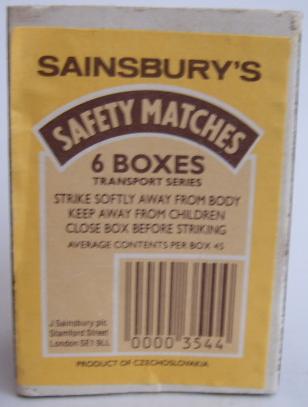 SAINSBURY'S
SAFETY MATCHES
6 BOXES
TRANSPORT SERIES
STRIKE SOFTLY AWAY FROM BODY
KEEP AWAY FROM CHILDREN
CLOSE BOX BEFORE STRIKING
AVERAGE CONTENTS PER BOX 45
J Sainsbury plc
Stamford Street
London SE1 9LL
0000 3544
PRODUCT OF CZECHOSLOVAKIA